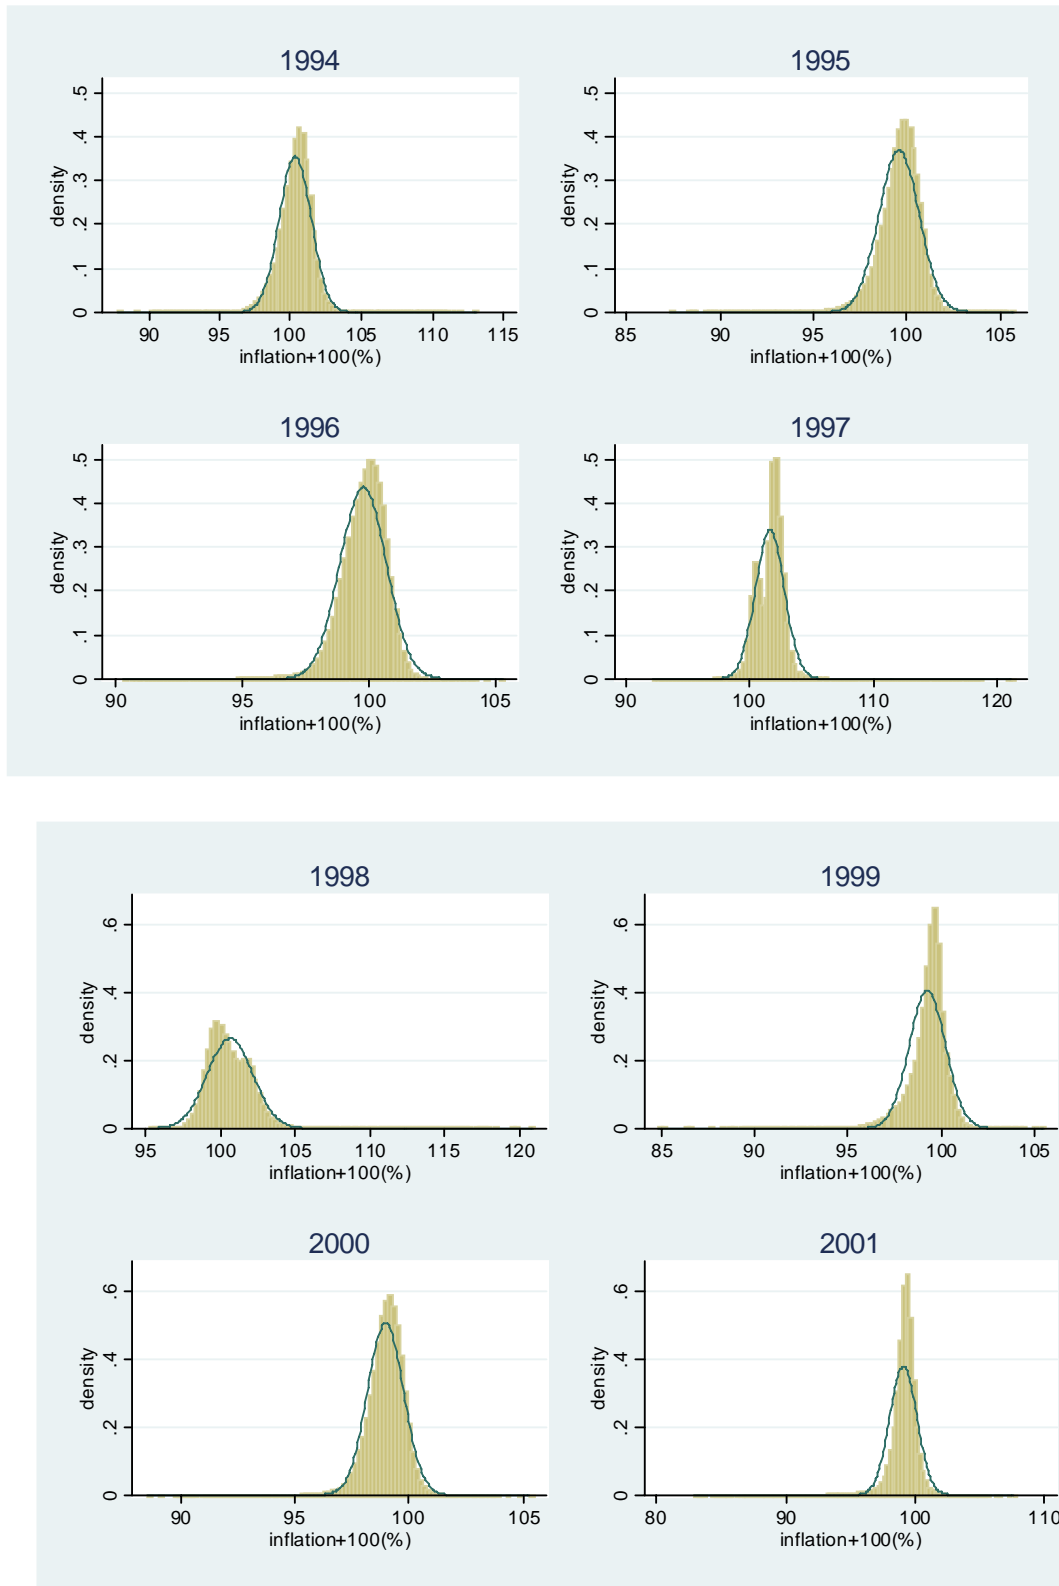 1994
.5
.4
.3
.2
.1
0
density
90 95 100 105 110 115
inflation+100(%)
1995
.5
.4
.3
.2
.1
0
density
85 90 95 100 105
inflation+100(%)
1996
.5
.4
.3
.2
.1
0
density
90 95 100 105
inflation+100(%)
1997
.5
.4
.3
.2
.1
0
density
90 100 110 120
inflation+100(%)
1998
.6
.4
.2
0
density
95 100 105 110 115 120
inflation+100(%)
1999
.6
.4
.2
0
density
85 90 95 100 105
inflation+100(%)
2000
.6
.4
.2
0
density
90 95 100 105
inflation+100(%)
2001
.6
.4
.2
0
density
80 90 100 110
inflation+100(%)